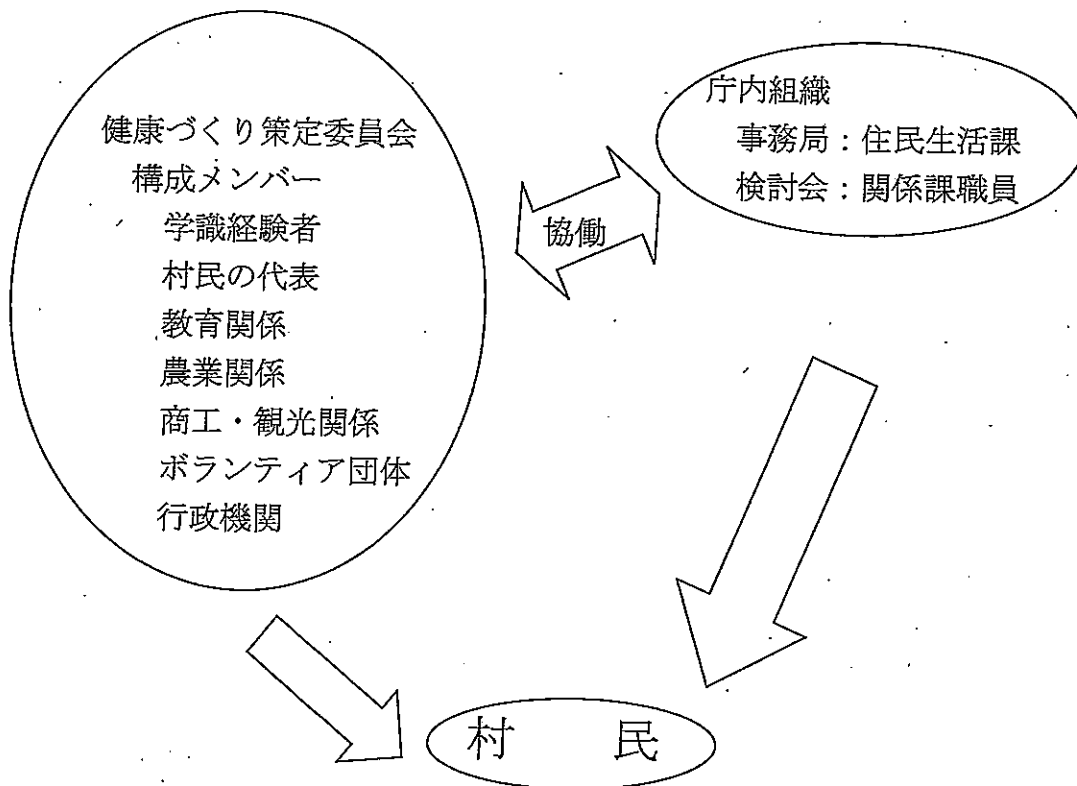 健康づくり策定委員会
構成メンバー
学識経験者
村民の代表
教育関係
農業関係
商工・観光関係
ボランティア団体
行政機関
協働
庁内組織
事務局：住民生活課
検討会：関係課職員
村　　民